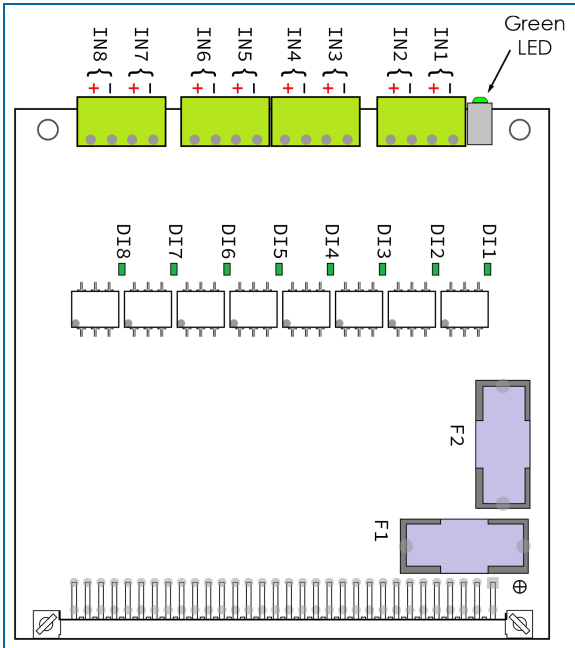 Green
LED
IN8
IN7
IN6
IN5
IN4
IN3
IN2
IN1
+ - + - + - + - + - + - + - + -
DI8
DI7
DI6
DI5
DI4
DI3
DI2
DI1
F2
F1